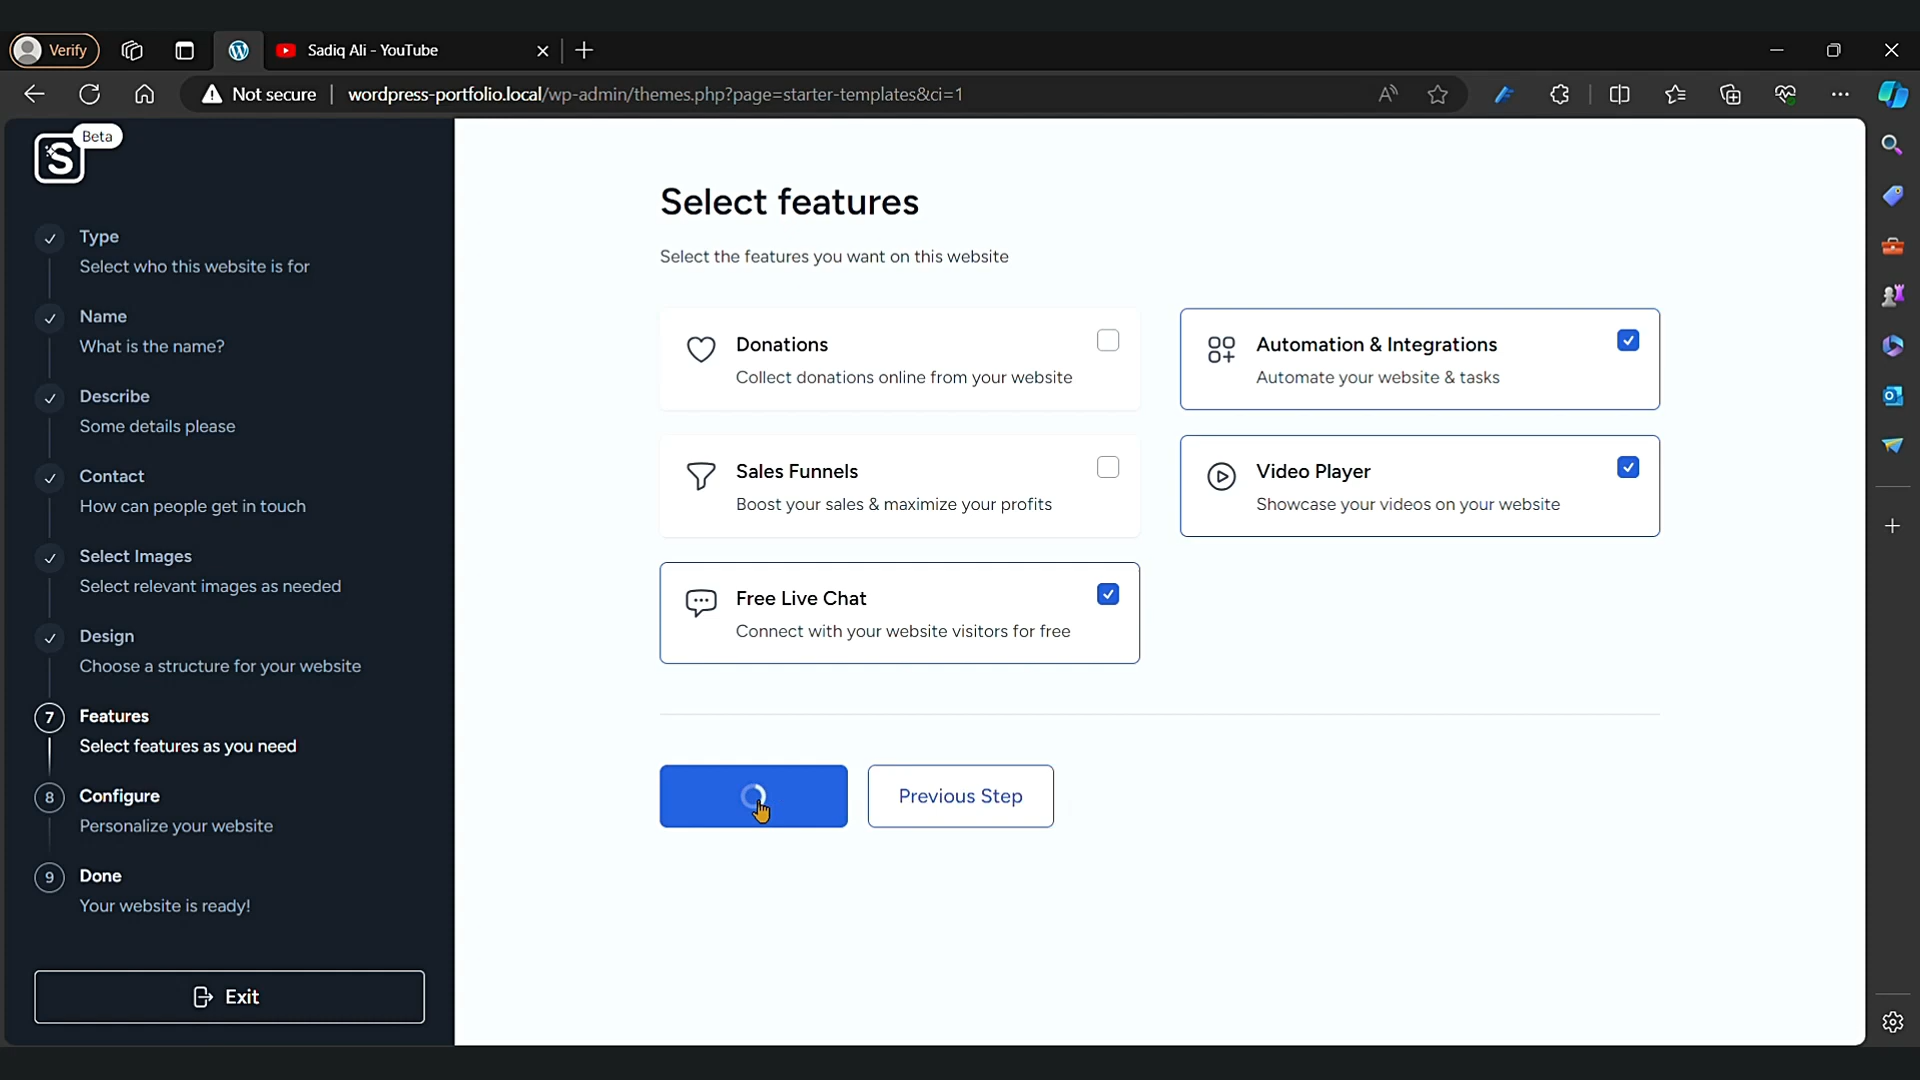 Verify
Sadiq Ali - YouTube
Not secure
wordpress-portfolio.local/wp-admin/themes.php?page=starter-templates&ci=1
Beta
S
Type
Select who this website is for
Name
What is the name?
Describe
Some details please
Contact
How can people get in touch
Select Images
Select relevant images as needed
Design
Choose a structure for your website
7
Features
Select features as you need
8
Configure
Personalize your website
9
Done
Your website is ready!
Exit
Select features
Select the features you want on this website
Donations
Collect donations online from your website
Automation & Integrations
Automate your website & tasks
Sales Funnels
Boost your sales & maximize your profits
Video Player
Showcase your videos on your website
Free Live Chat
Connect with your website visitors for free
Previous Step